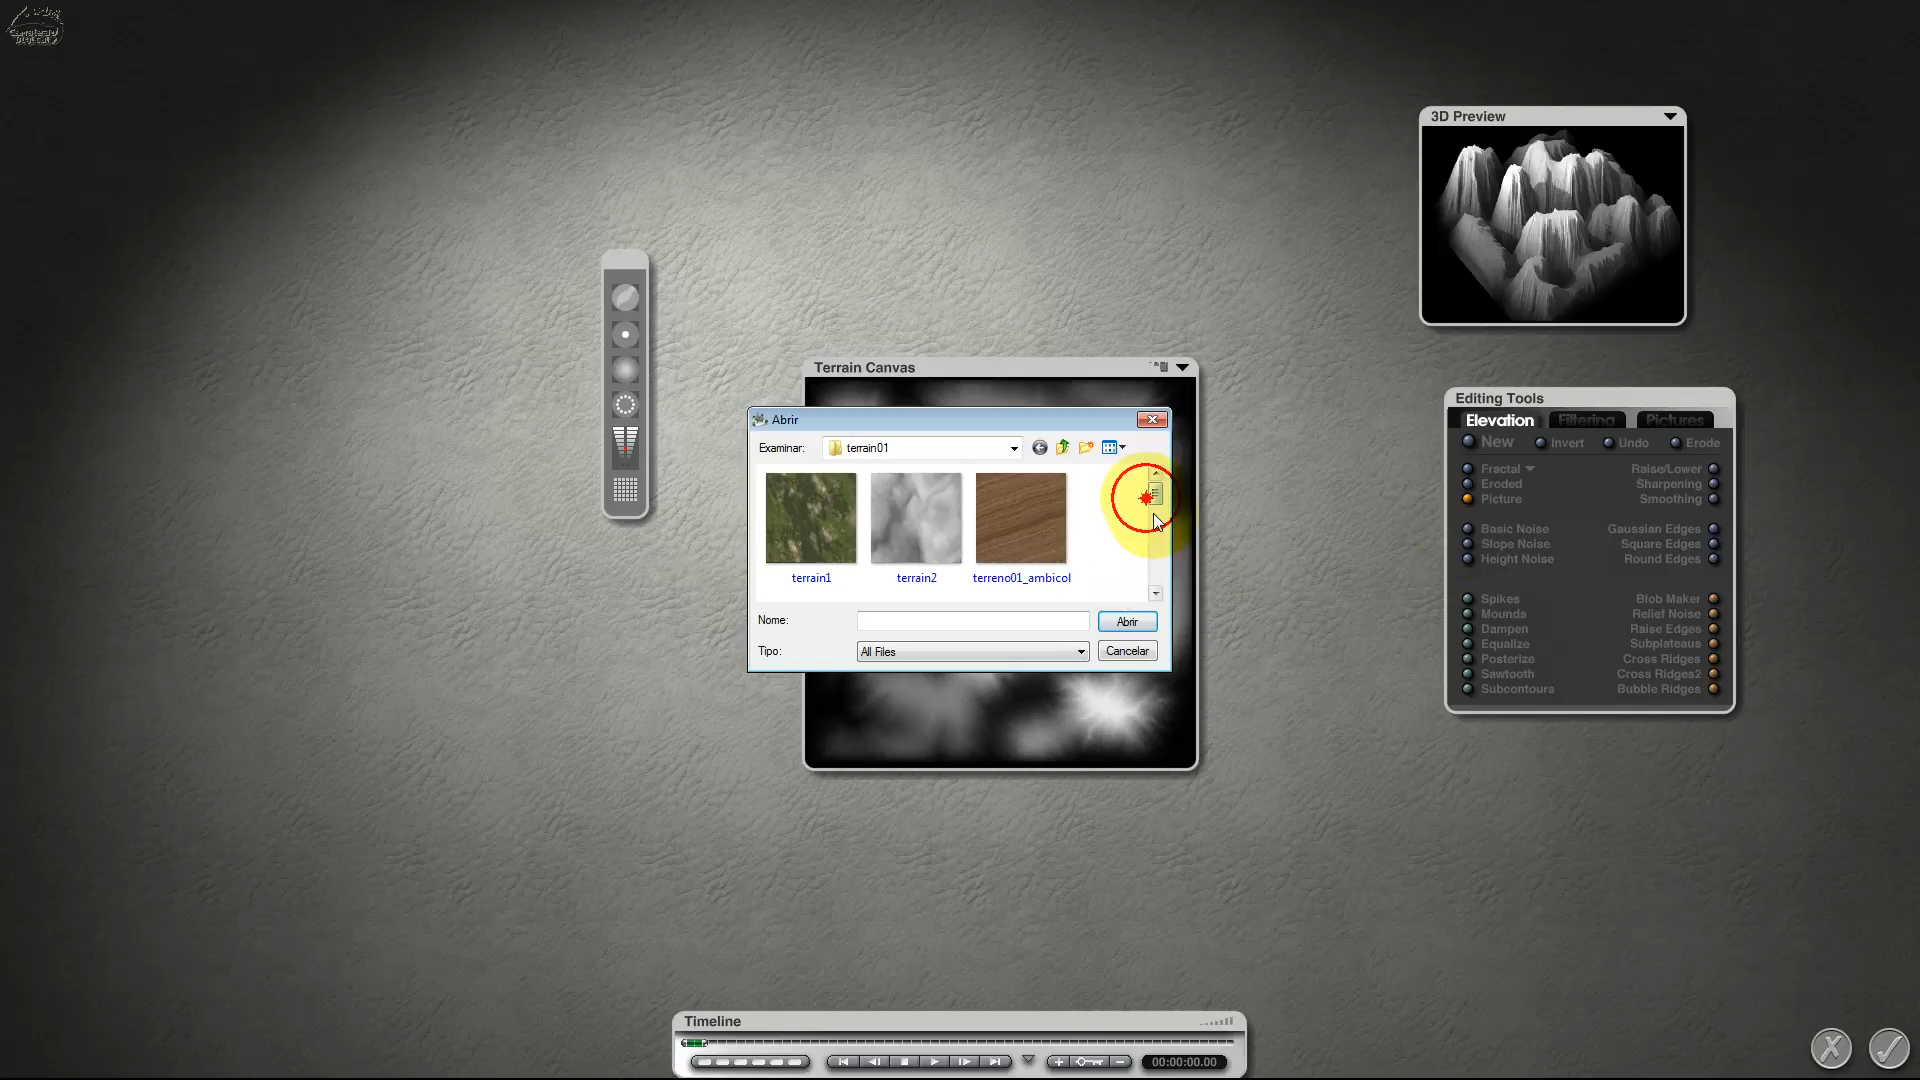 3D Preview
Terrain Canvas
Abrir
Examinar:
terrain01
terrain1
terrain2
terreno01_ambicol
Nome:
Abrir
Tipo:
All Files
Cancelar
Editing Tools
Elevation
Filtering
Pictures
New
Invert
Undo
Erode
Fractal
Raise/Lower
Eroded
Sharpening
Picture
Smoothing
Basic Noise
Gaussian Edges
Slope Noise
Square Edges
Height Noise
Round Edges
Spikes
Blob Maker
Mounds
Relief Noise
Dampen
Raise Edges
Equalize
Subplateaus
Posterize
Cross Ridges
Sawtooth
Cross Ridges2
Subcontours
Bubble Ridges
Timeline
00:00:00.00